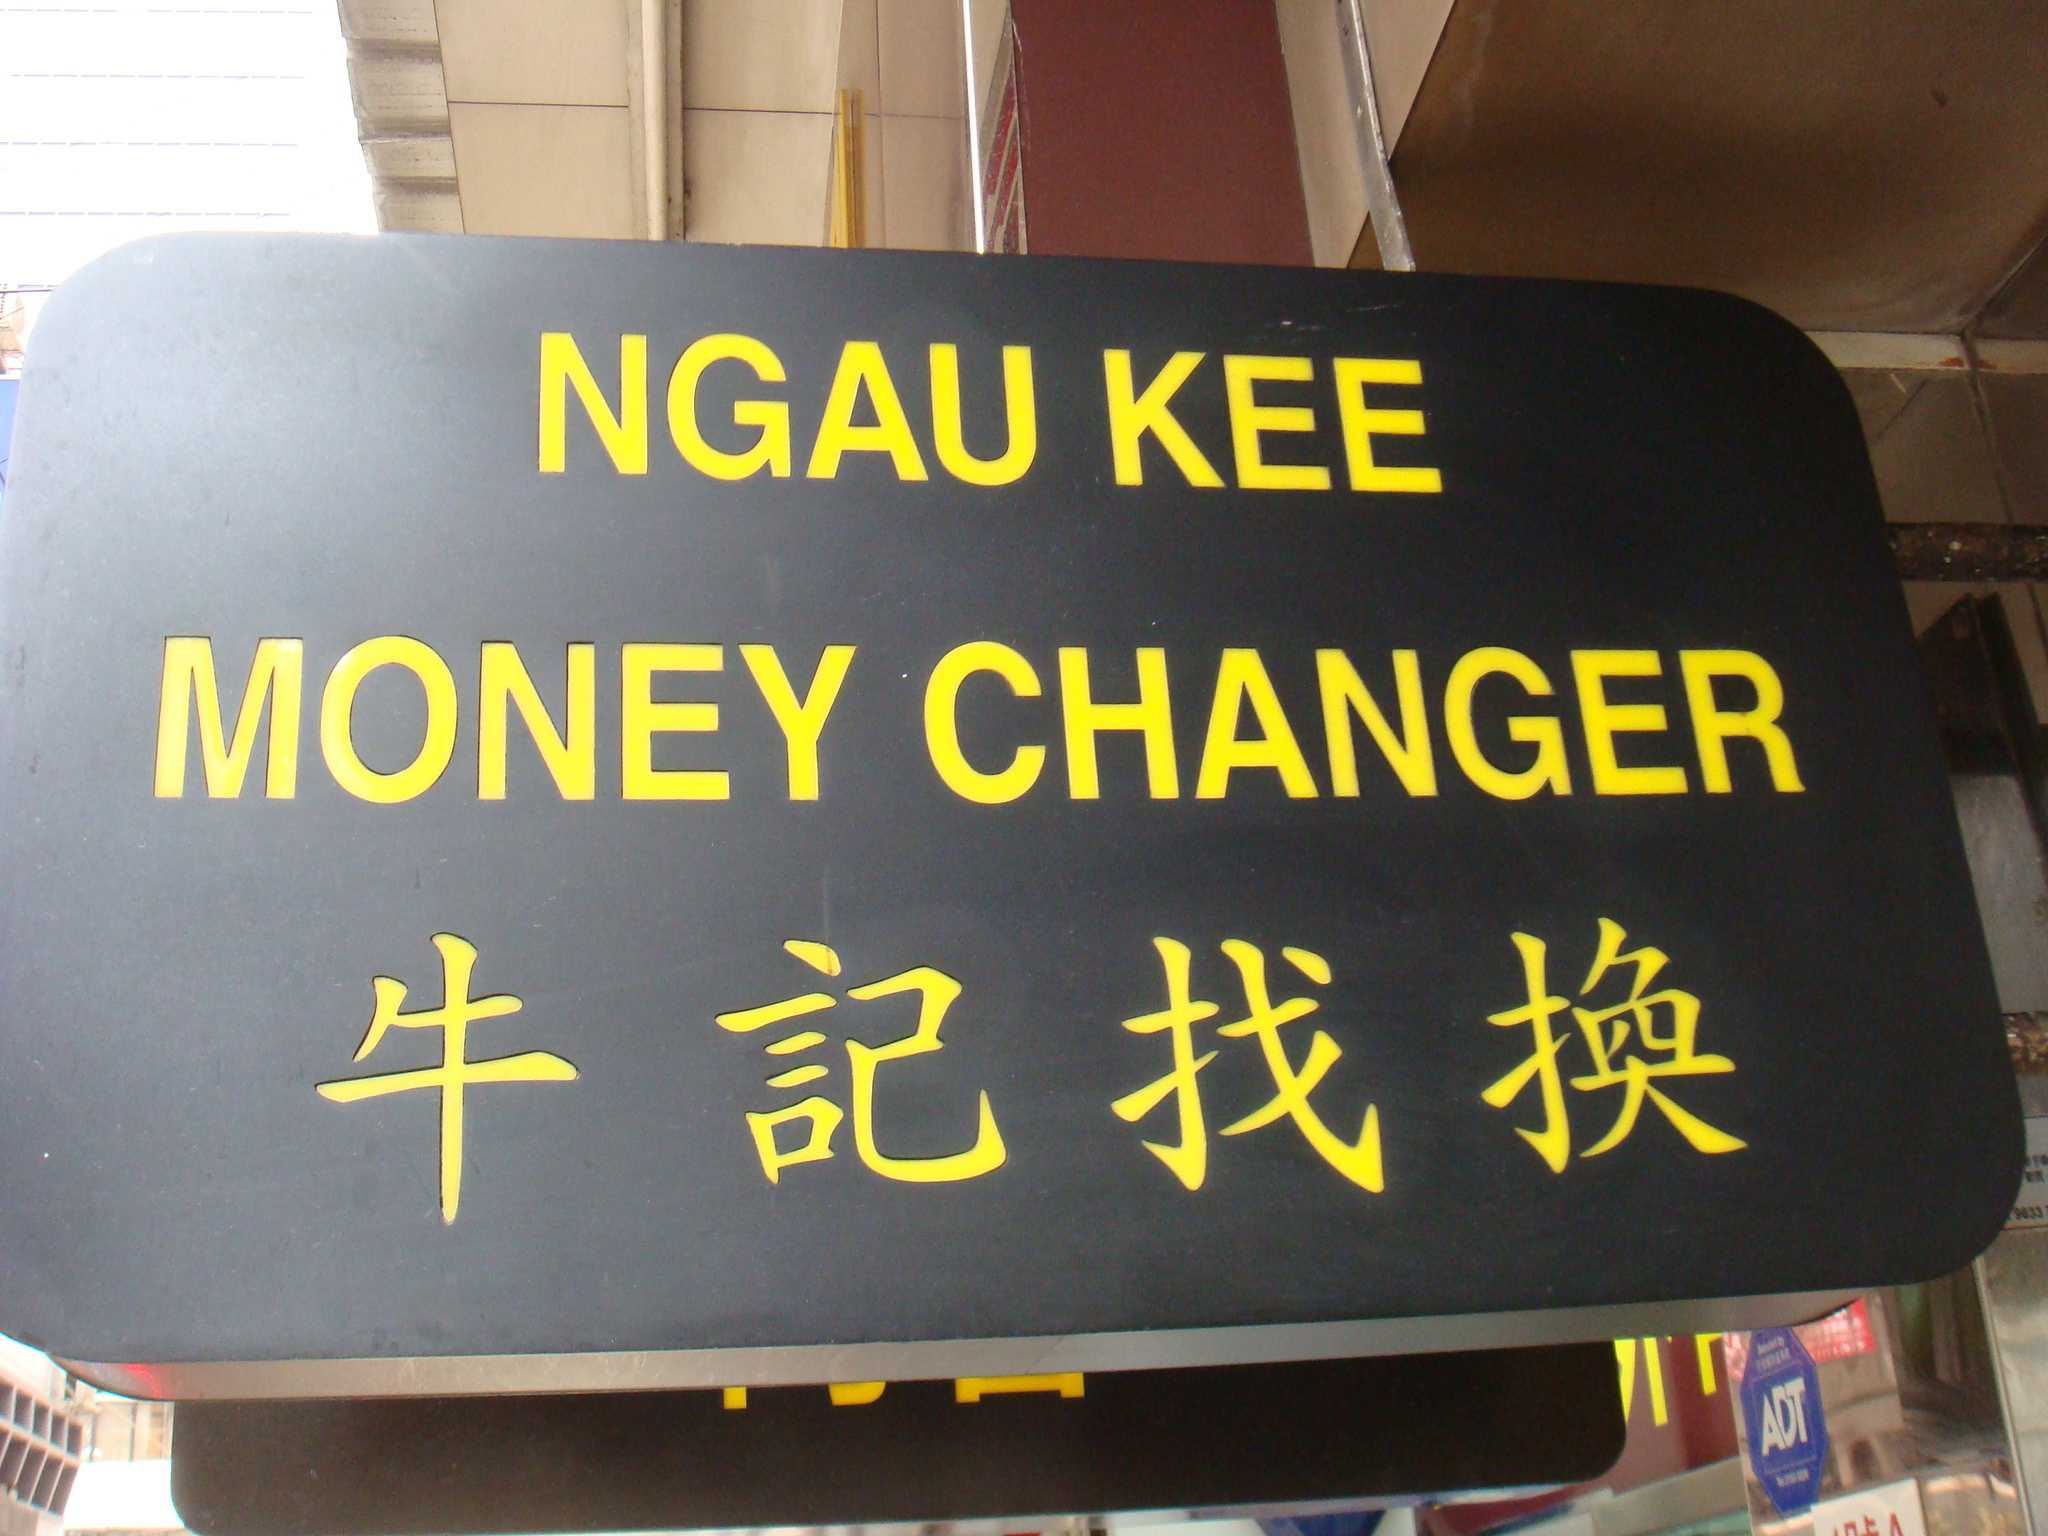 NGAU KEE
MONEY CHANGER
牛記找換
ADT